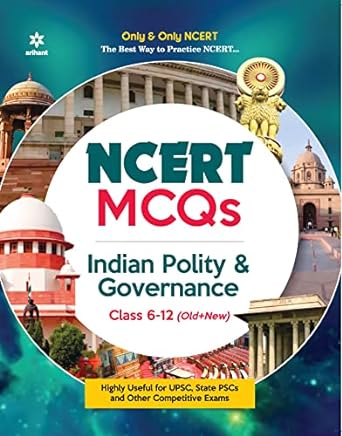 Only & Only NCERT
The Best Way to Practice NCERT...
arihant
NCERT
MCQs
Indian Polity &
Governance
Class 6-12 (Old+New)
Highly Useful for UPSC, State PSCs
and Other Competitive Exams